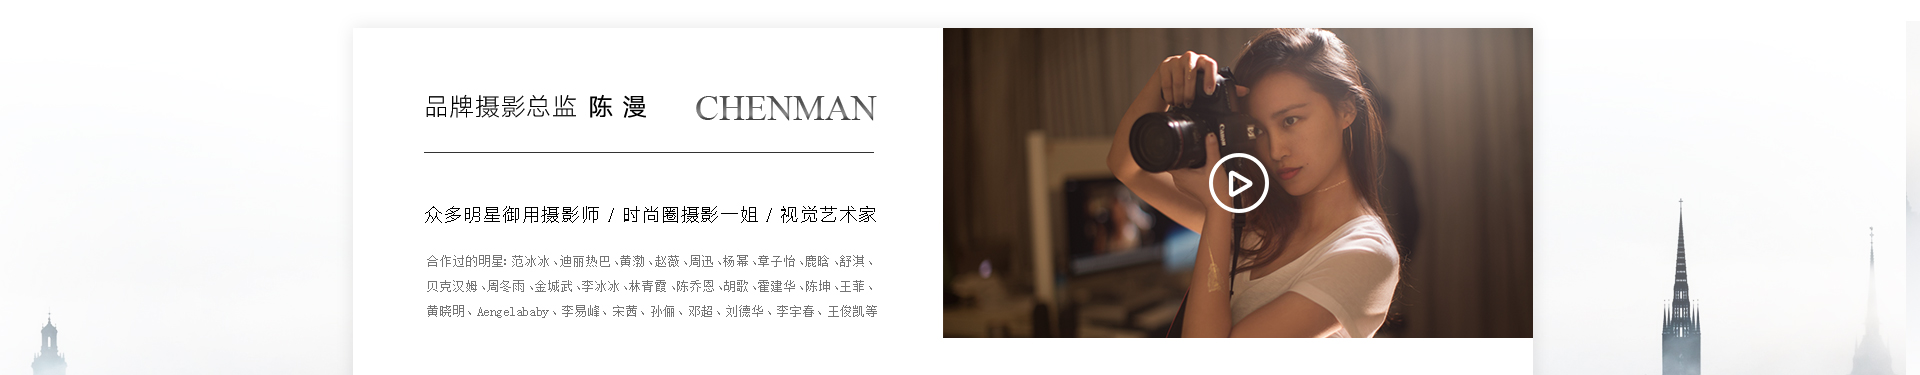 品牌摄影总监 陈 漫 CHENMAN
众多明星御用摄影师 / 时尚圈摄影一姐 / 视觉艺术家
合作过的明星: 范冰冰、迪丽热巴、黄渤、赵薇、周迅、杨幂、章子怡、鹿晗、舒淇、
贝克汉姆、周冬雨、金城武、李冰冰、林青霞、陈乔恩、胡歌、霍建华、陈坤、王菲、
黄晓明、Aengelababy、李易峰、宋茜、孙俪、邓超、刘德华、李宇春、王俊凯等
Canon